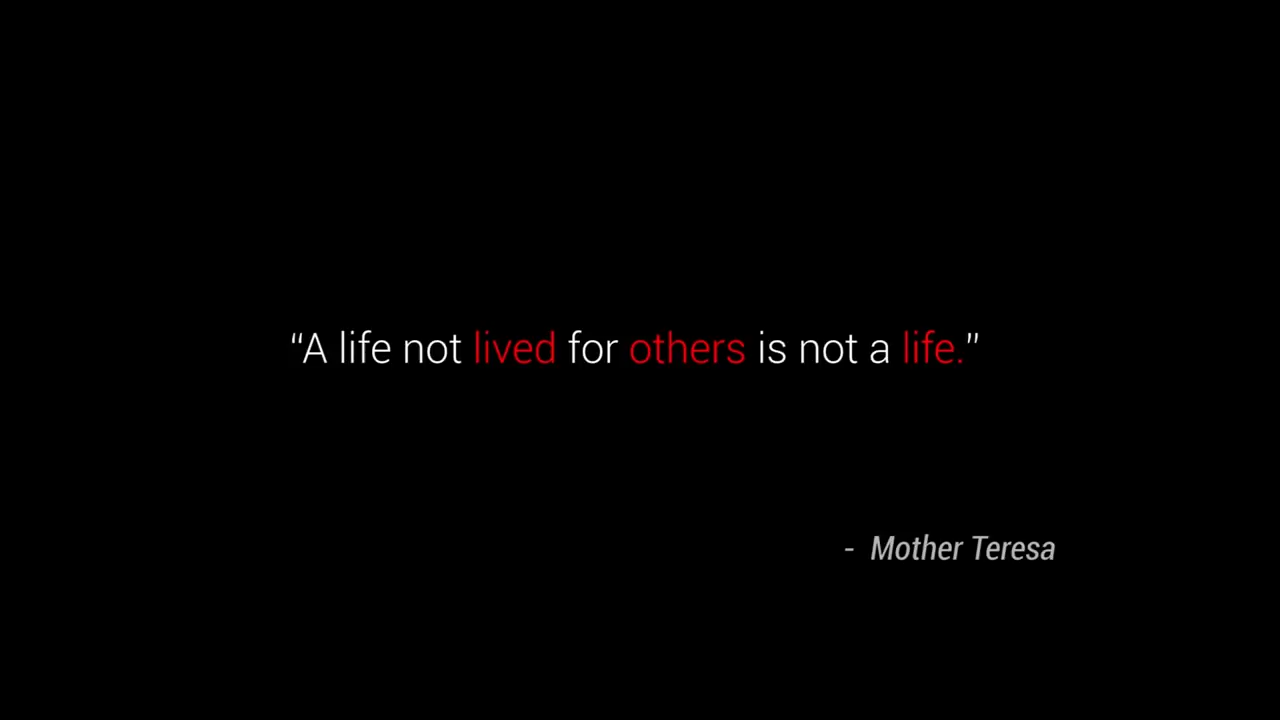 “A life not lived for others is not a life.”
- Mother Teresa